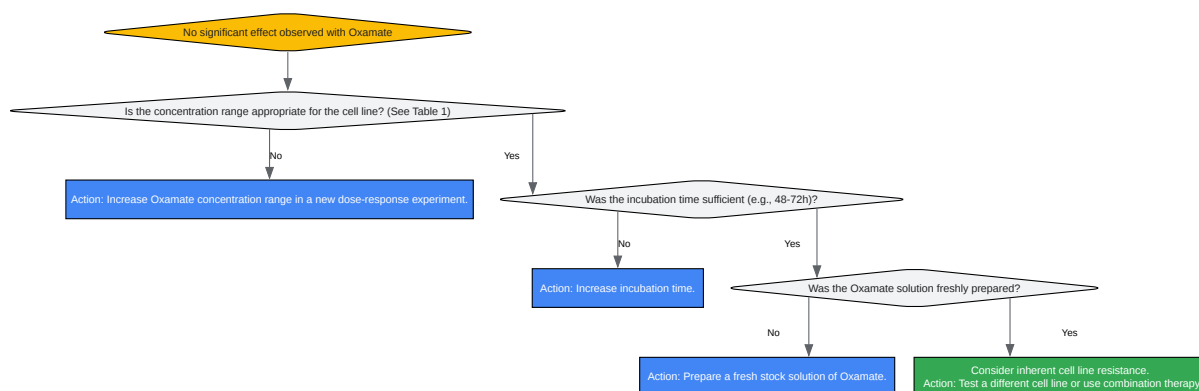 No significant effect observed with Oxamate
Is the concentration range appropriate for the cell line? (See Table 1)
No
Yes
Action: Increase Oxamate concentration range in a new dose-response experiment.
Was the incubation time sufficient (e.g., 48-72h)?
No
Yes
Action: Increase incubation time.
Was the Oxamate solution freshly prepared?
No
Yes
Action: Prepare a fresh stock solution of Oxamate.
Consider inherent cell line resistance.
Action: Test a different cell line or use combination therapy